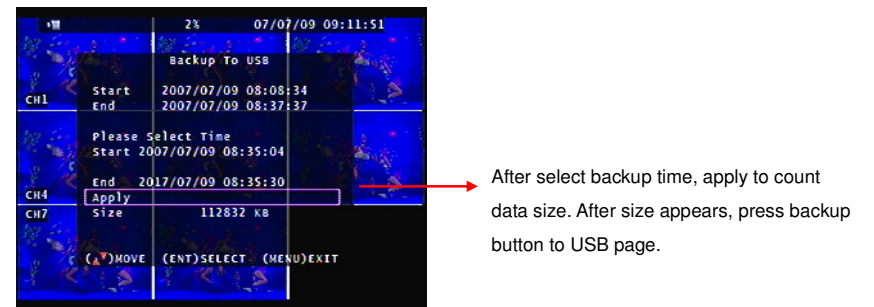 2% 07/07/09 09:11:51
Backup To USB
Start 2007/07/09 08:08:34
CH1
End 2007/07/09 08:37:37
Please Select Time
Start 2007/07/09 08:35:04
End 2017/07/09 08:35:30
CH4
Apply
CH7
Size 112832 KB
(▲▼)MOVE (ENT)SELECT (MENU)EXIT
After select backup time, apply to count
data size. After size appears, press backup
button to USB page.